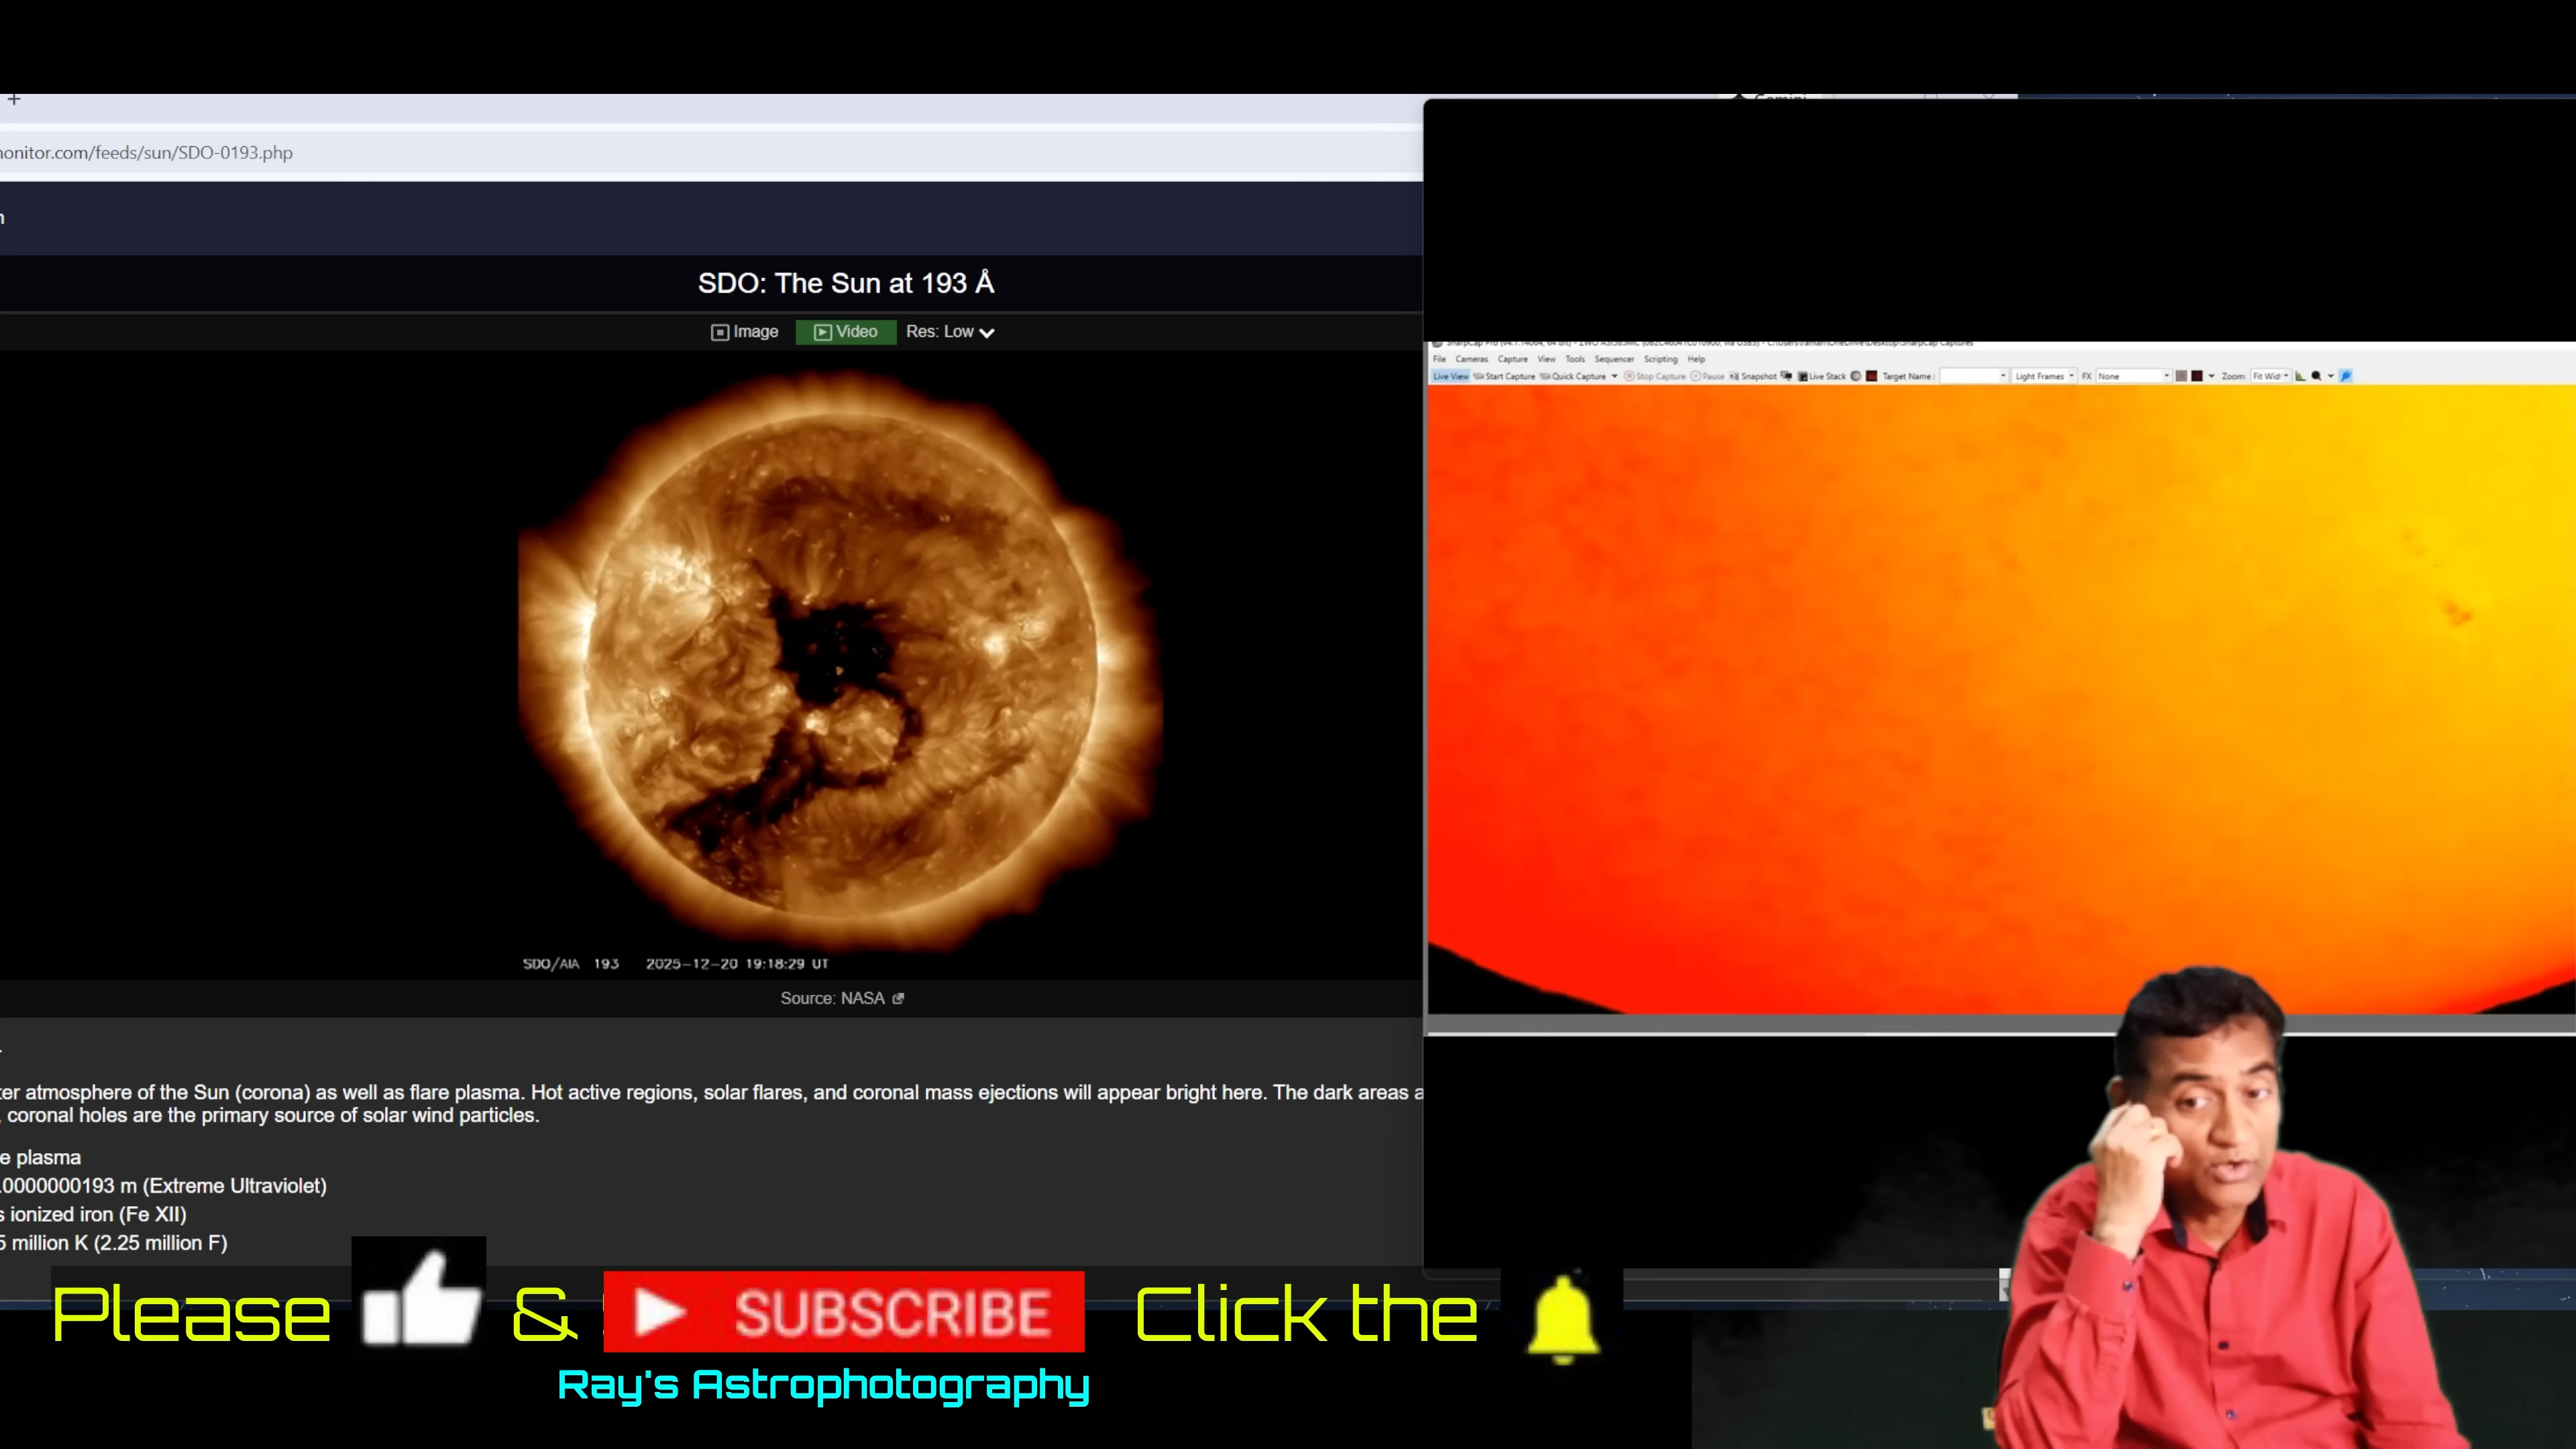 +
onitor.com/feeds/sun/SDO-0193.php
SDO: The Sun at 193 Å
Image Video Res: Low
SDO/AIA 193 2025-12-20 19:18:29 UT
Source: NASA
ter atmosphere of the Sun (corona) as well as flare plasma. Hot active regions, solar flares, and coronal mass ejections will appear bright here. The dark areas a
, coronal holes are the primary source of solar wind particles.
e plasma
.0000000193 m (Extreme Ultraviolet)
s ionized iron (Fe XII)
5 million K (2.25 million F)
File Cameras Capture View Tools Sequencer Scripting Help
Live View Start Capture Quick Capture Stop Capture Pause Snapshot Live Stack Target Name: Light Frames FX None Zoom: Fit Wid
Please & SUBSCRIBE Click the
Ray's Astrophotography